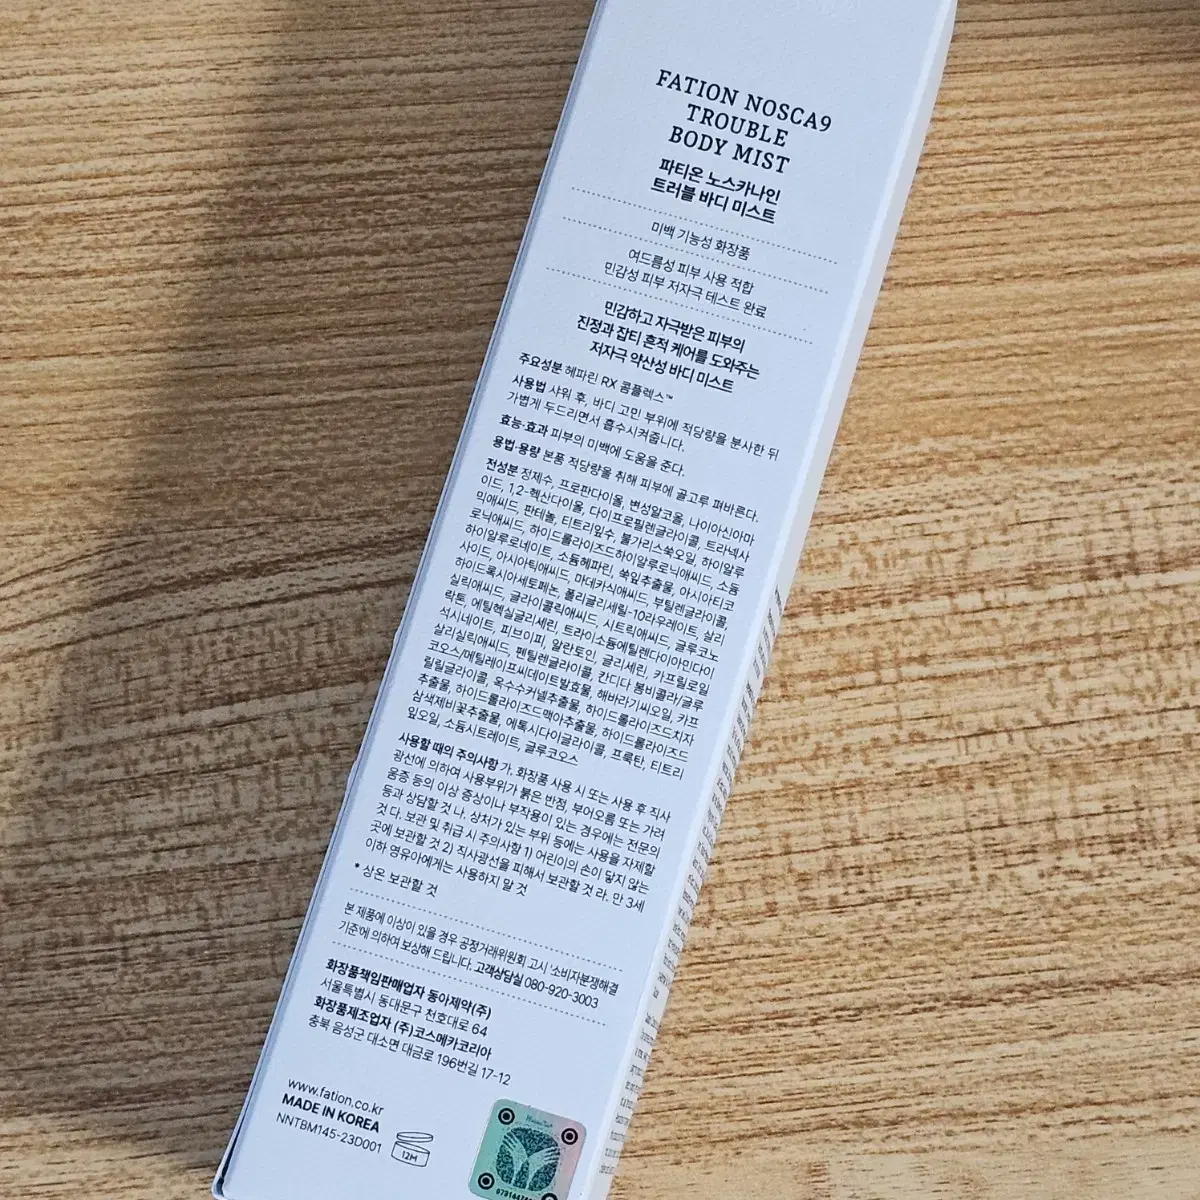 FATION NOSCA9
TROUBLE
BODY MIST
파티온 노스카나인
트러블 바디 미스트
미백 기능성 화장품
여드름성 피부 사용 적합
민감성 피부 저자극 테스트 완료
민감하고 자극받은 피부의
진정과 잡티 흔적 케어를 도와주는
저자극 약산성 바디 미스트
주요성분 헤파린 RX 콤플렉스™
사용법 샤워 후, 바디 고민 부위에 적당량을 분사한 뒤
가볍게 두드리면서 흡수시켜줍니다.
효능·효과 피부의 미백에 도움을 준다.
용법·용량 본품 적당량을 취해 피부에 골고루 펴바른다.
전성분 정제수, 프로판다이올, 변성알코올, 나이아신아마
이드, 1,2-헥산다이올, 다이프로필렌글라이콜, 트라넥사
믹애씨드, 판테놀, 티트리잎수, 불가리스쑥오일, 하이알루
로닉애씨드, 하이드롤라이즈드하이알루로닉애씨드, 소듐
하이알루로네이트, 소듐헤파린, 쑥잎추출물, 아시아티코
사이드, 아시아틱애씨드, 마데카식애씨드, 부틸렌글라이콜,
하이드록시아세토페논, 폴리글리세릴-10라우레이트, 살리
실릭애씨드, 글라이콜릭애씨드, 시트릭애씨드, 글루코노
락톤, 에틸헥실글리세린, 트라이소듐에틸렌다이아민다이
석시네이트, 피브이피, 알란토인, 글리세린, 카프릴로일
살리실릭애씨드, 펜틸렌글라이콜, 칸디다 봄비콜라/글루
코오스/메틸레이프씨데이트발효물, 해바라기씨오일, 카프
릴릴글라이콜, 옥수수커넬추출물, 하이드롤라이즈드치자
추출물, 하이드롤라이즈드맥아추출물, 하이드롤라이즈드
삼색제비꽃추출물, 에톡시다이글라이콜, 프룩탄, 티트리
잎오일, 소듐시트레이트, 글루코오스
사용할 때의 주의사항 가. 화장품 사용 시 또는 사용 후 직사
광선에 의하여 사용부위가 붉은 반점, 부어오름 또는 가려
움증 등의 이상 증상이나 부작용이 있는 경우에는 전문의
등과 상담할 것 나. 상처가 있는 부위 등에는 사용을 자제할
것 다. 보관 및 취급 시 주의사항 1) 어린이의 손이 닿지 않는
곳에 보관할 것 2) 직사광선을 피해서 보관할 것 라. 만 3세
이하 영유아에게는 사용하지 말 것
* 상온 보관할 것
본 제품에 이상이 있을 경우 공정거래위원회 고시 '소비자분쟁해결
기준'에 의하여 보상해 드립니다. 고객상담실 080-920-3003
화장품책임판매업자 동아제약(주)
서울특별시 동대문구 천호대로 64
화장품제조업자 (주)코스메카코리아
충북 음성군 대소면 대금로 196번길 17-12
www.fation.co.kr
MADE IN KOREA
NNTBM145-23D001
12M